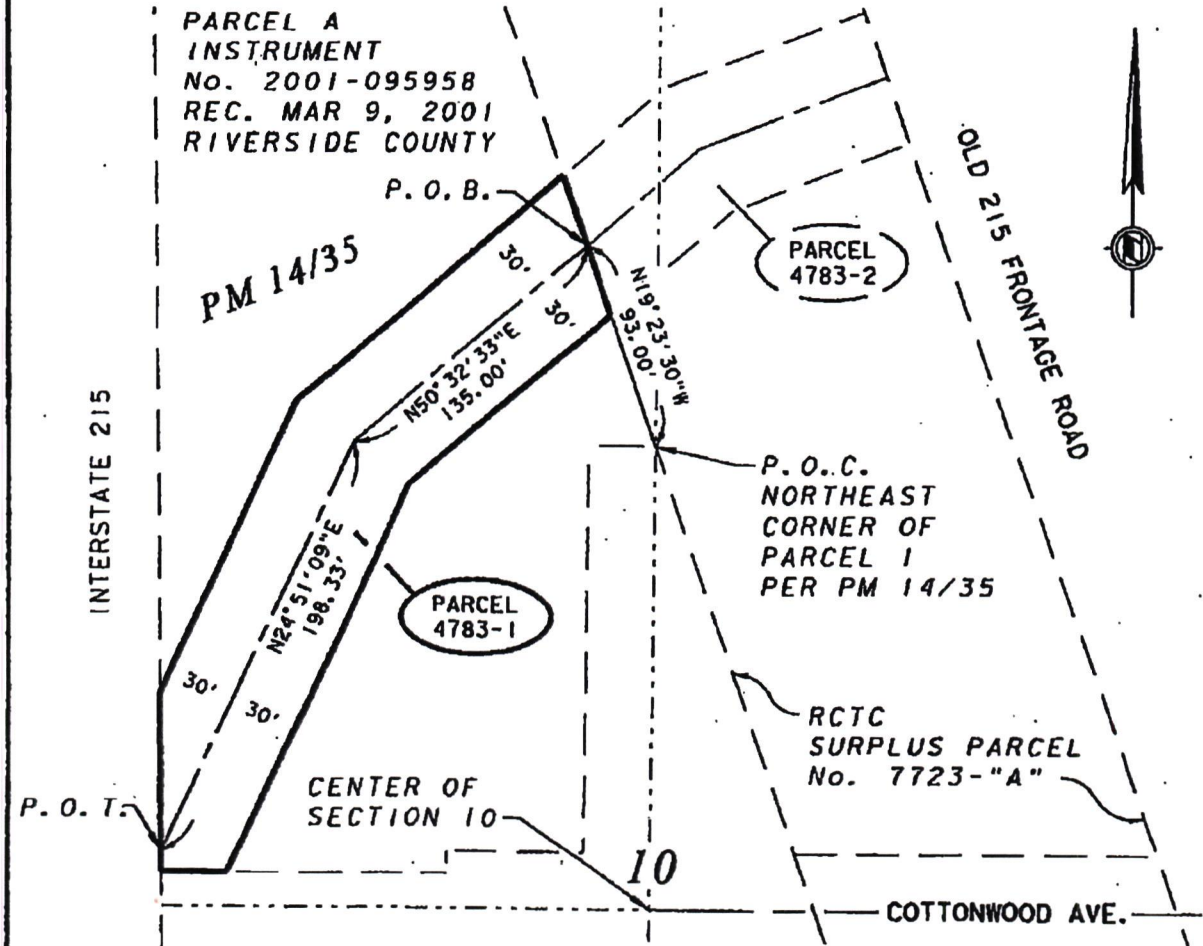 PARCEL A
INSTRUMENT
No. 2001-095958
REC. MAR 9, 2001
RIVERSIDE COUNTY
P.O.B.
PM 14/35
30'
30'
N19°23'30"W
93.00'
PARCEL
4783-2
OLD 215 FRONTAGE ROAD
N50°32'33"E
135.00'
INTERSTATE 215
P.O.C.
NORTHEAST
CORNER OF
PARCEL 1
PER PM 14/35
N24°51'09"E
198.33'
PARCEL
4783-1
30'
30'
RCTC
SURPLUS PARCEL
No. 7723-"A"
P.O.T.
CENTER OF
SECTION 10
10
COTTONWOOD AVE.